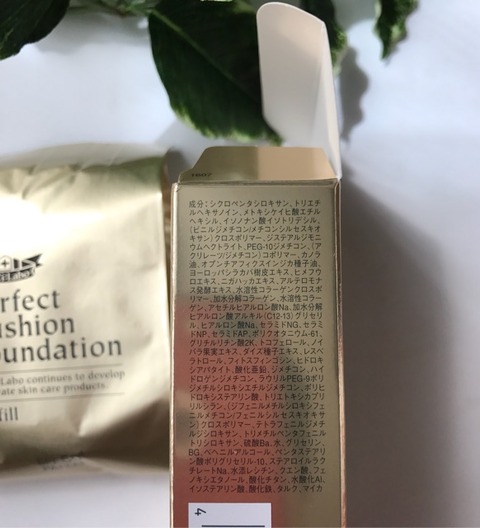 1607
成分：シクロペンタシロキサン、トリエチル
ヘキサノイン、メトキシケイヒ酸エチル
ヘキシル、イソノナン酸イソトリデシル、
(ビニルジメチコン/メチコンシルセスキオ
キサン)クロスポリマー、ジステアルジモニ
ウムヘクトライト、PEG-10ジメチコン、(ア
クリレーツ/ジメチコン)コポリマー、カノラ
油、オプンチアフィクスインジカ種子油、
ヨーロッパシラカバ樹皮エキス、ヒメフウ
ロエキス、ニガハッカエキス、アルテロモナ
ス発酵エキス、水溶性コラーゲンクロスポ
リマー、加水分解コラーゲン、水溶性コラーゲ
ン、アセチルヒアルロン酸Na、加水分解
ヒアルロン酸アルキル(C12-13)グリセリ
ル、ヒアルロン酸Na、セラミドNG、セラミ
ドNP、セラミドAP、ポリクオタニウム-61、
グリチルリチン酸2K、トコフェロール、ノイ
バラ果実エキス、ダイズ種子エキス、レスベ
ラトロール、フィトスフィンゴシン、ヒドロキ
シアパタイト、酸化亜鉛、ジメチコン、ハイ
ドロゲンジメチコン、ラウリルPEG-9ポリ
ジメチルシロキシエチルジメチコン、ポリヒ
ドロキシステアリン酸、トリエトキシカプリ
リルシラン、(ジフェニルジメチコン/ビニル
ジフェニルジメチコン/シルセスキオキサン)
クロスポリマー、テトラフェニルジメチ
ルジシロキサン、トリメチルペンタフェニル
トリシロキサン、硫酸Ba、水、グリセリン、
BG、ベヘニルアルコール、ペンタステアリ
ン酸ポリグリセリル-10、ステアロイルラク
チレートNa、水添レシチン、クエン酸、フェ
ノキシエタノール、酸化チタン、水酸化Al、
イソステアリン酸、酸化鉄、タルク、マイカ
4
Ci:Labo
erfect
ushion
oundation
Labo continues to develop
ate skin care products.
fill